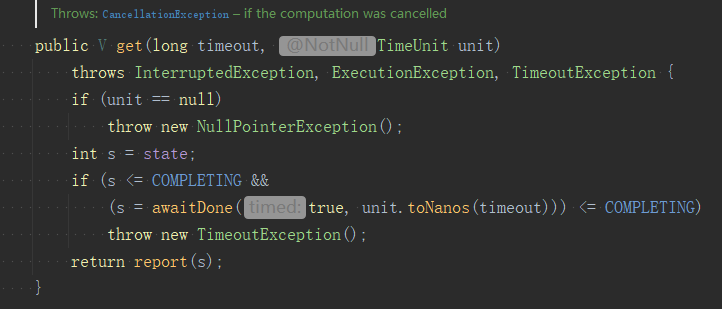 Throws: CancellationException – if the computation was cancelled
public V get(long timeout, @NotNull TimeUnit unit)
throws InterruptedException, ExecutionException, TimeoutException {
if (unit == null)
throw new NullPointerException();
int s = state;
if (s <= COMPLETING &&
(s = awaitDone( timed: true, unit.toNanos(timeout))) <= COMPLETING)
throw new TimeoutException();
return report(s);
}